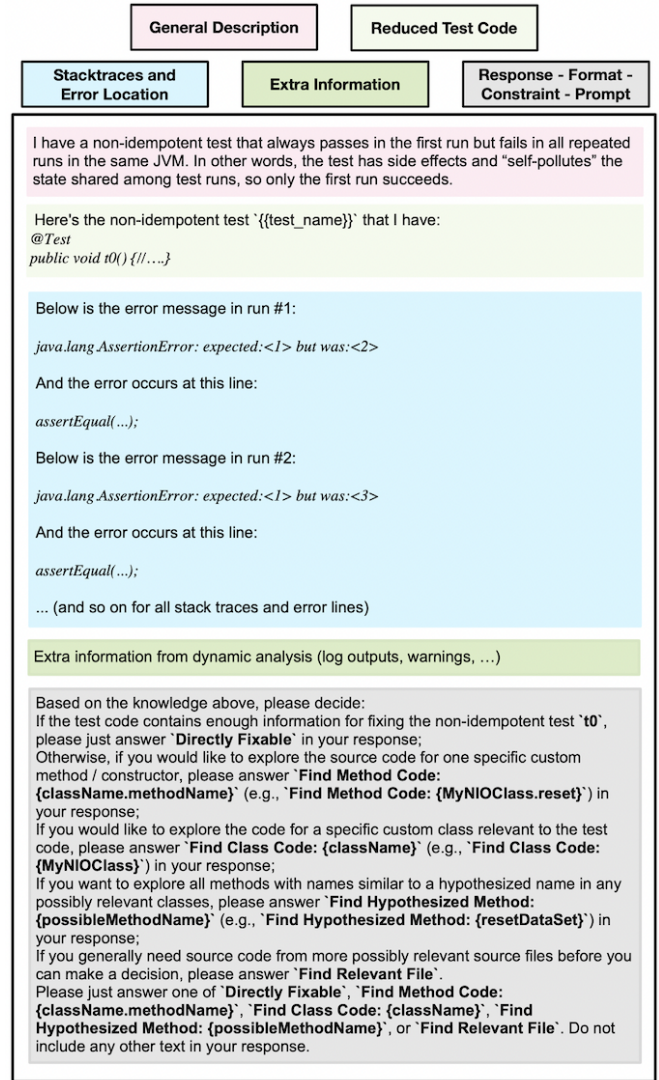 General Description
Reduced Test Code
Stacktraces and
Error Location
Extra Information
Response - Format -
Constraint - Prompt
I have a non-idempotent test that always passes in the first run but fails in all repeated
runs in the same JVM. In other words, the test has side effects and “self-pollutes” the
state shared among test runs, so only the first run succeeds.
Here's the non-idempotent test `{{test_name}}` that I have:
@Test
public void t0() {//….}
Below is the error message in run #1:
java.lang.AssertionError: expected:<1> but was:<2>
And the error occurs at this line:
assertEqual(...);
Below is the error message in run #2:
java.lang.AssertionError: expected:<1> but was:<3>
And the error occurs at this line:
assertEqual(...);
... (and so on for all stack traces and error lines)
Extra information from dynamic analysis (log outputs, warnings, …)
Based on the knowledge above, please decide:
If the test code contains enough information for fixing the non-idempotent test `t0`,
please just answer `Directly Fixable` in your response;
Otherwise, if you would like to explore the source code for one specific custom
method / constructor, please answer `Find Method Code:
{className.methodName}` (e.g., `Find Method Code: {MyNIOClass.reset}`) in
your response;
If you would like to explore the code for a specific custom class relevant to the test
code, please answer `Find Class Code: {className}` (e.g., `Find Class Code:
{MyNIOClass}`) in your response;
If you want to explore all methods with names similar to a hypothesized name in any
possibly relevant classes, please answer `Find Hypothesized Method:
{possibleMethodName}` (e.g., `Find Hypothesized Method: {resetDataSet}`) in
your response;
If you generally need source code from more possibly relevant source files before you
can make a decision, please answer `Find Relevant File`.
Please just answer one of `Directly Fixable`, `Find Method Code:
{className.methodName}`, `Find Class Code: {className}`, `Find
Hypothesized Method: {possibleMethodName}`, or `Find Relevant File`. Do not
include any other text in your response.